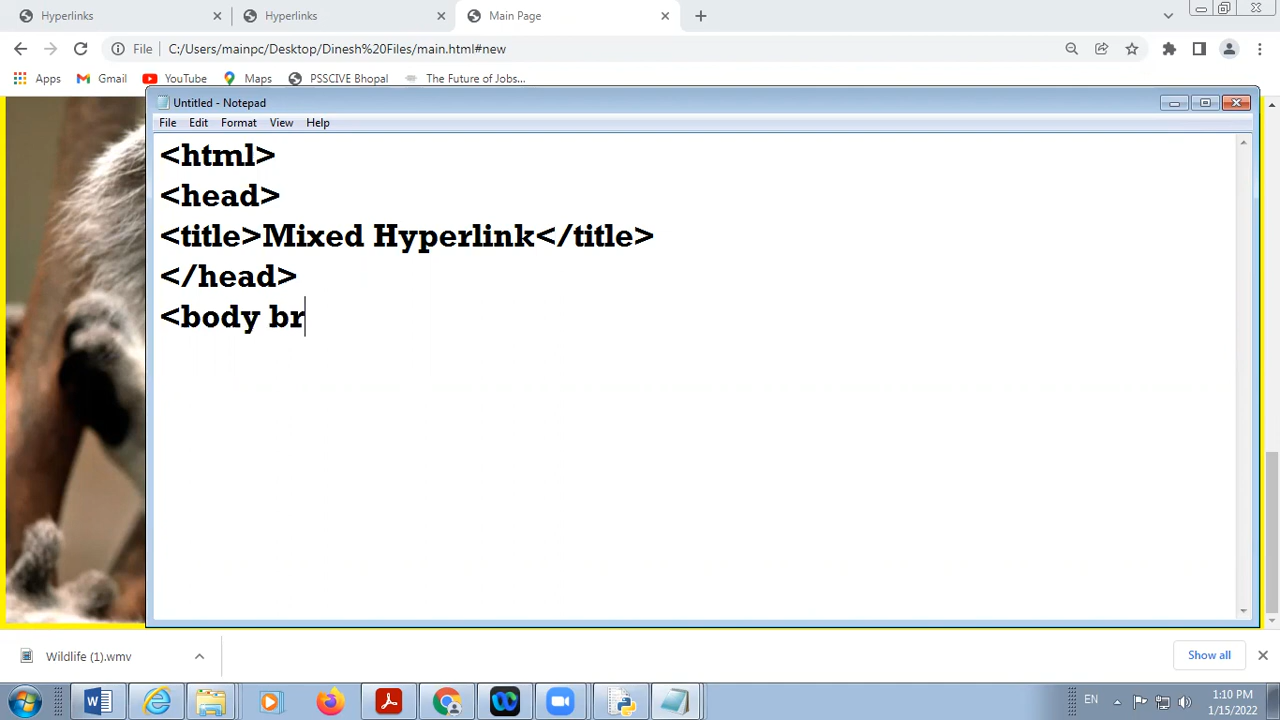 Hyperlinks
Hyperlinks
Main Page
File C:/Users/mainpc/Desktop/Dinesh%20Files/main.html#new
Apps Gmail YouTube Maps PSSCIVE Bhopal The Future of Jobs...
Untitled - Notepad
File Edit Format View Help
<html>
<head>
<title>Mixed Hyperlink</title>
</head>
<body br
Wildlife (1).wmv
Show all
EN
1:10 PM
1/15/2022